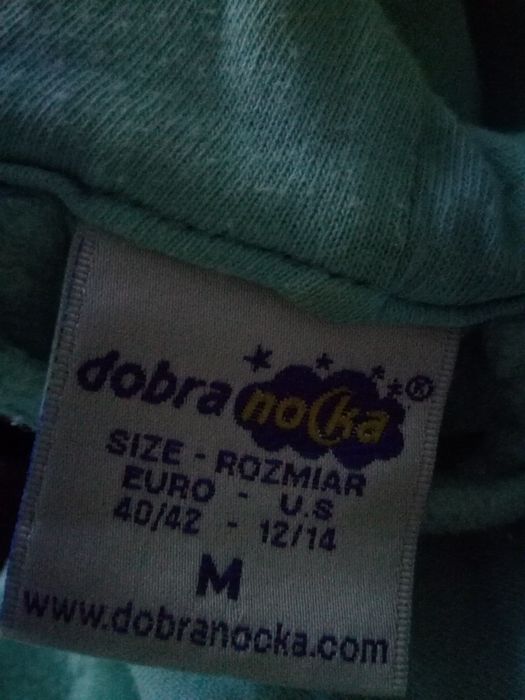 dobranocka®
SIZE - ROZMIAR
EURO - U.S
40/42 - 12/14
M
www.dobranocka.com